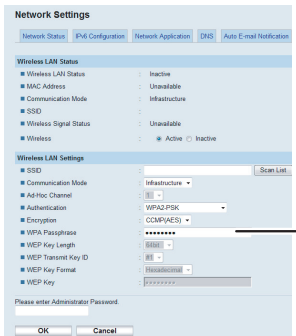 Network Settings
Network Status IPv6 Configuration Network Application DNS Auto E-mail Notification
Wireless LAN Status
Wireless LAN Status : Inactive
MAC Address : Unavailable
Communication Mode : Infrastructure
SSID :
Wireless Signal Status : Unavailable
Wireless : Active Inactive
Wireless LAN Settings
SSID : Scan List
Communication Mode : Infrastructure
Ad-Hoc Channel : 1
Authentication : WPA2-PSK
Encryption : CCMP(AES)
WPA Passphrase : ••••••••
WEP Key Length : 64bit
WEP Transmit Key ID : #1
WEP Key Format : Hexadecimal
WEP Key : ••••••••
Please enter Administrator Password.
OK Cancel